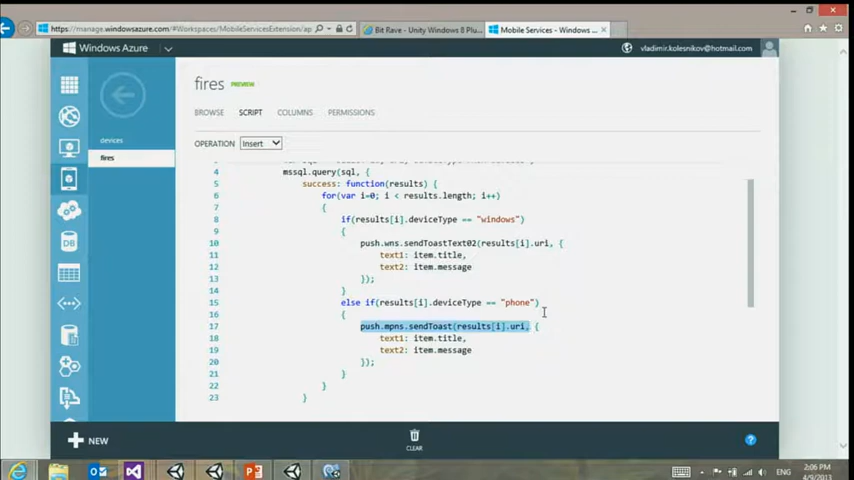 https://manage.windowsazure.com/#Workspaces/MobileServicesExtension/ap
Bit Rave - Unity Windows 8 Plu...
Mobile Services - Windows ...
Windows Azure
vladimir.kolesnikov@hotmail.com
fires PREVIEW
BROWSE SCRIPT COLUMNS PERMISSIONS
devices
fires
OPERATION Insert
4 mssql.query(sql, {
5 success: function(results) {
6 for(var i=0; i < results.length; i++)
7 {
8 if(results[i].deviceType == "windows")
9 {
10 push.wns.sendToastText02(results[i].uri, {
11 text1: item.title,
12 text2: item.message
13 });
14 }
15 else if(results[i].deviceType == "phone")
16 {
17 push.mpns.sendToast(results[i].uri, {
18 text1: item.title,
19 text2: item.message
20 });
21 }
22 }
23 }
NEW
CLEAR
?
ENG
2:06 PM
4/9/2013